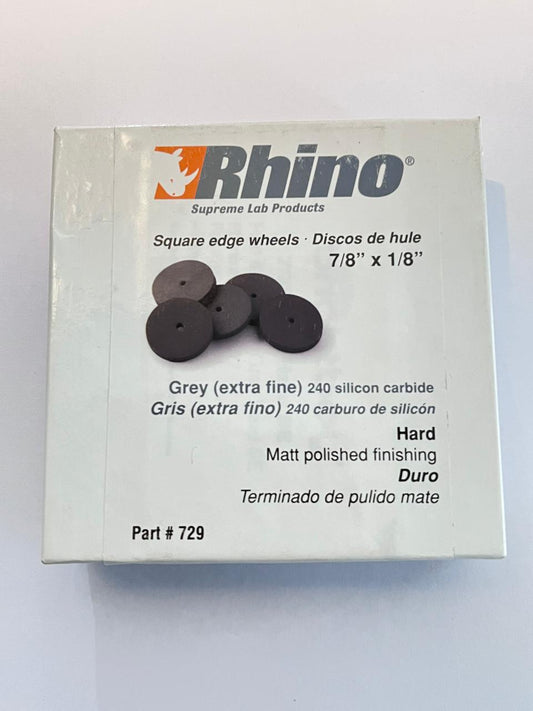 Rhino®
Supreme Lab Products
Square edge wheels · Discos de hule
7/8” x 1/8”
Grey (extra fine) 240 silicon carbide
Gris (extra fino) 240 carburo de silicón
Hard
Matt polished finishing
Duro
Terminado de pulido mate
Part # 729